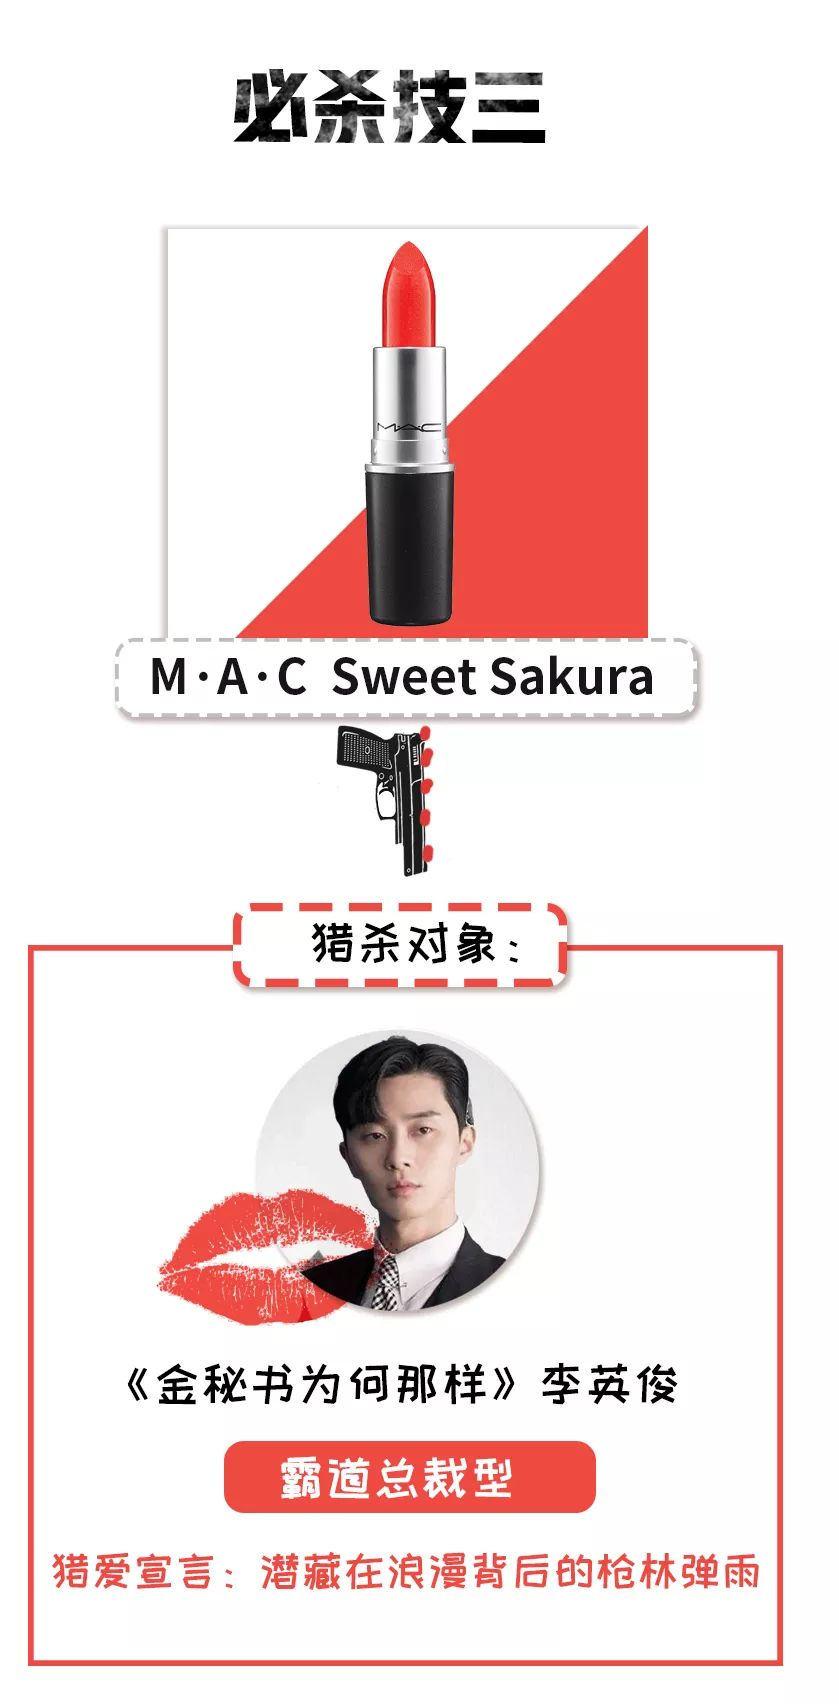 必杀技三
MAC
M·A·C Sweet Sakura
猎杀对象：
《金秘书为何那样》李英俊
霸道总裁型
猎爱宣言：潜藏在浪漫背后的枪林弹雨